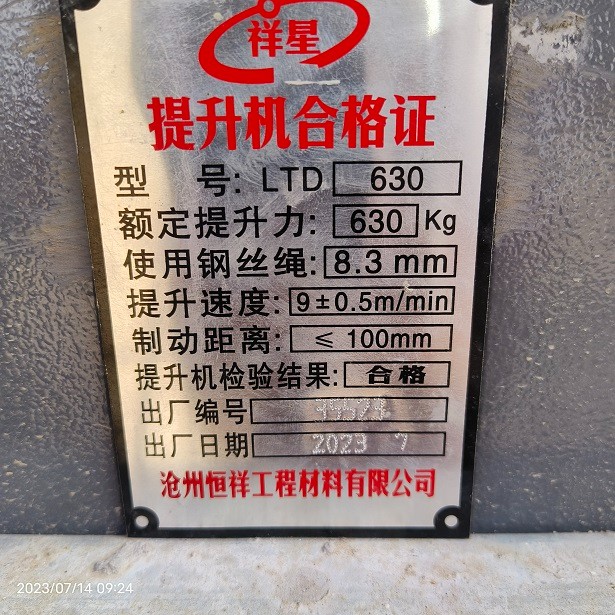 祥星
提升机合格证
型 号: LTD 630
额定提升力: 630 Kg
使用钢丝绳: 8.3 mm
提升速度: 9±0.5m/min
制动距离: ≤ 100mm
提升机检验结果: 合格
出厂编号
出厂日期 2023 7
沧州恒祥工程材料有限公司
2023/07/14 09:24